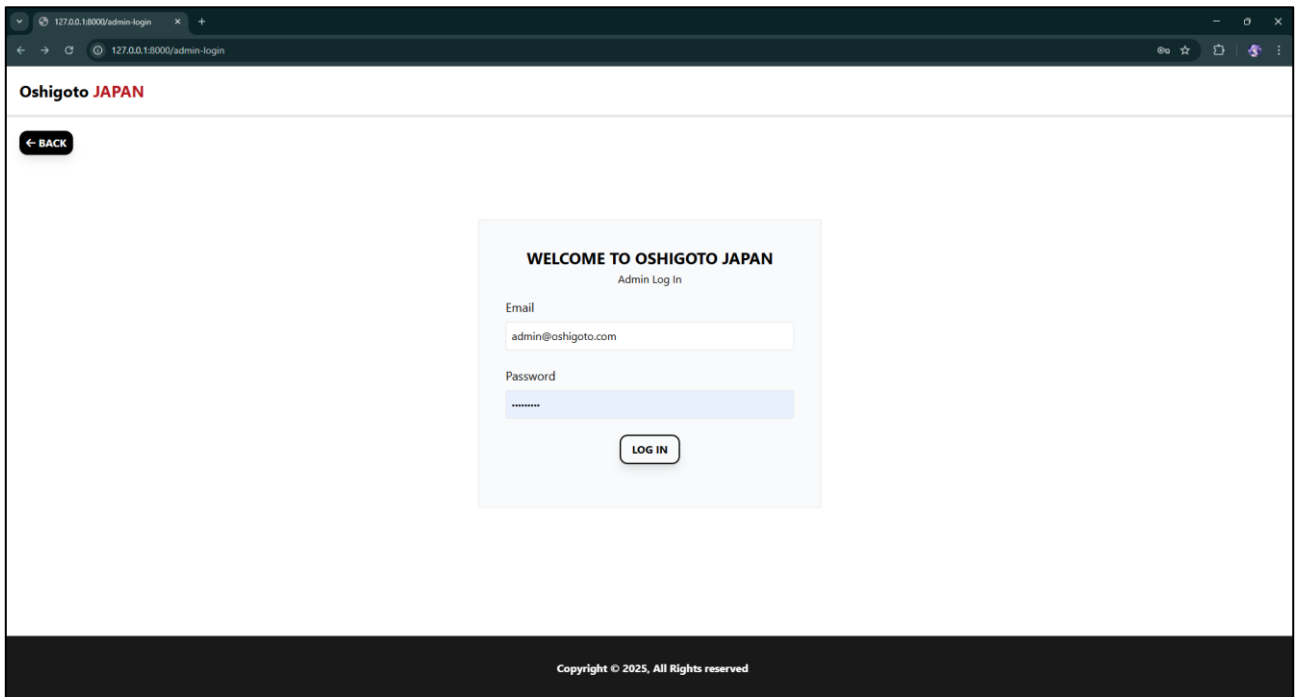 127.0.0.1:8000/admin-login
127.0.0.1:8000/admin-login
Oshigoto JAPAN
← BACK
WELCOME TO OSHIGOTO JAPAN
Admin Log In
Email
admin@oshigoto.com
Password
•••••••••
LOG IN
Copyright © 2025, All Rights reserved